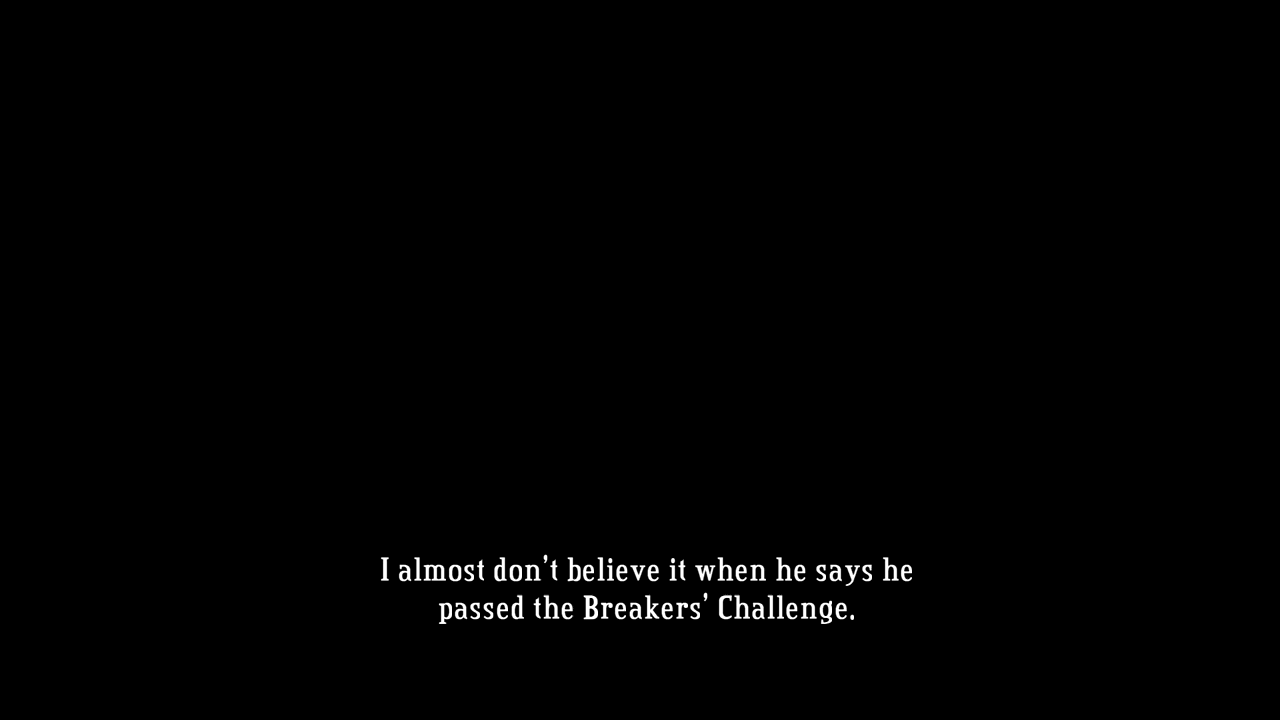 I almost don't believe it when he says he
passed the Breakers' Challenge.